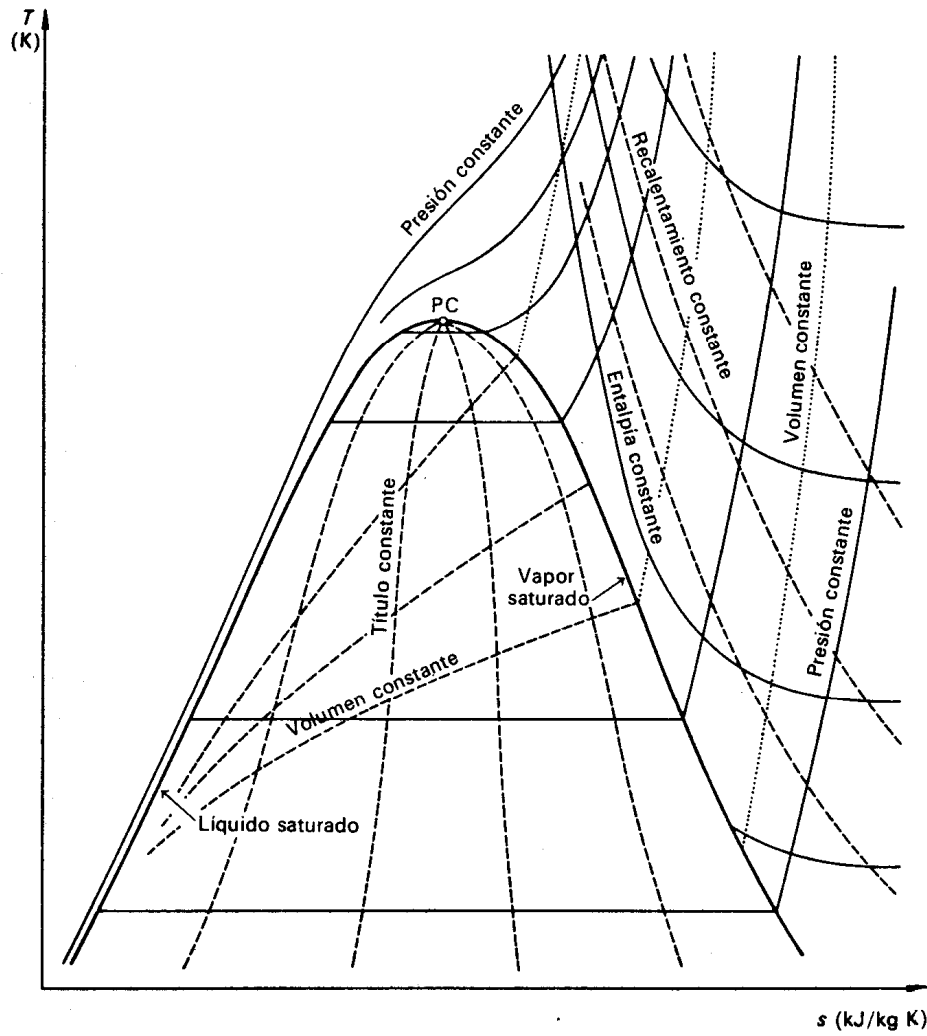 T
(K)
Presión constante
PC
Recalentamiento constante
Entalpía constante
Volumen constante
Título constante
Vapor
saturado
Presión constante
Volumen constante
Líquido saturado
s (kJ/kg K)